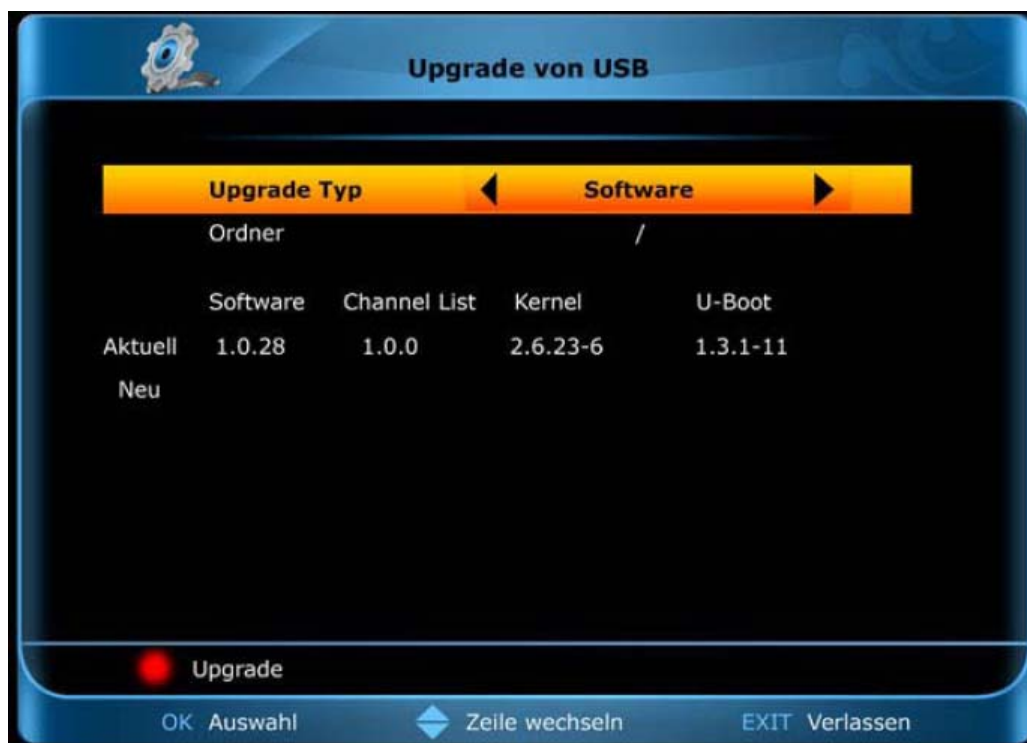 Upgrade von USB
Upgrade Typ Software
Ordner /
Software Channel List Kernel U-Boot
Aktuell 1.0.28 1.0.0 2.6.23-6 1.3.1-11
Neu
Upgrade
OK Auswahl Zeile wechseln EXIT Verlassen